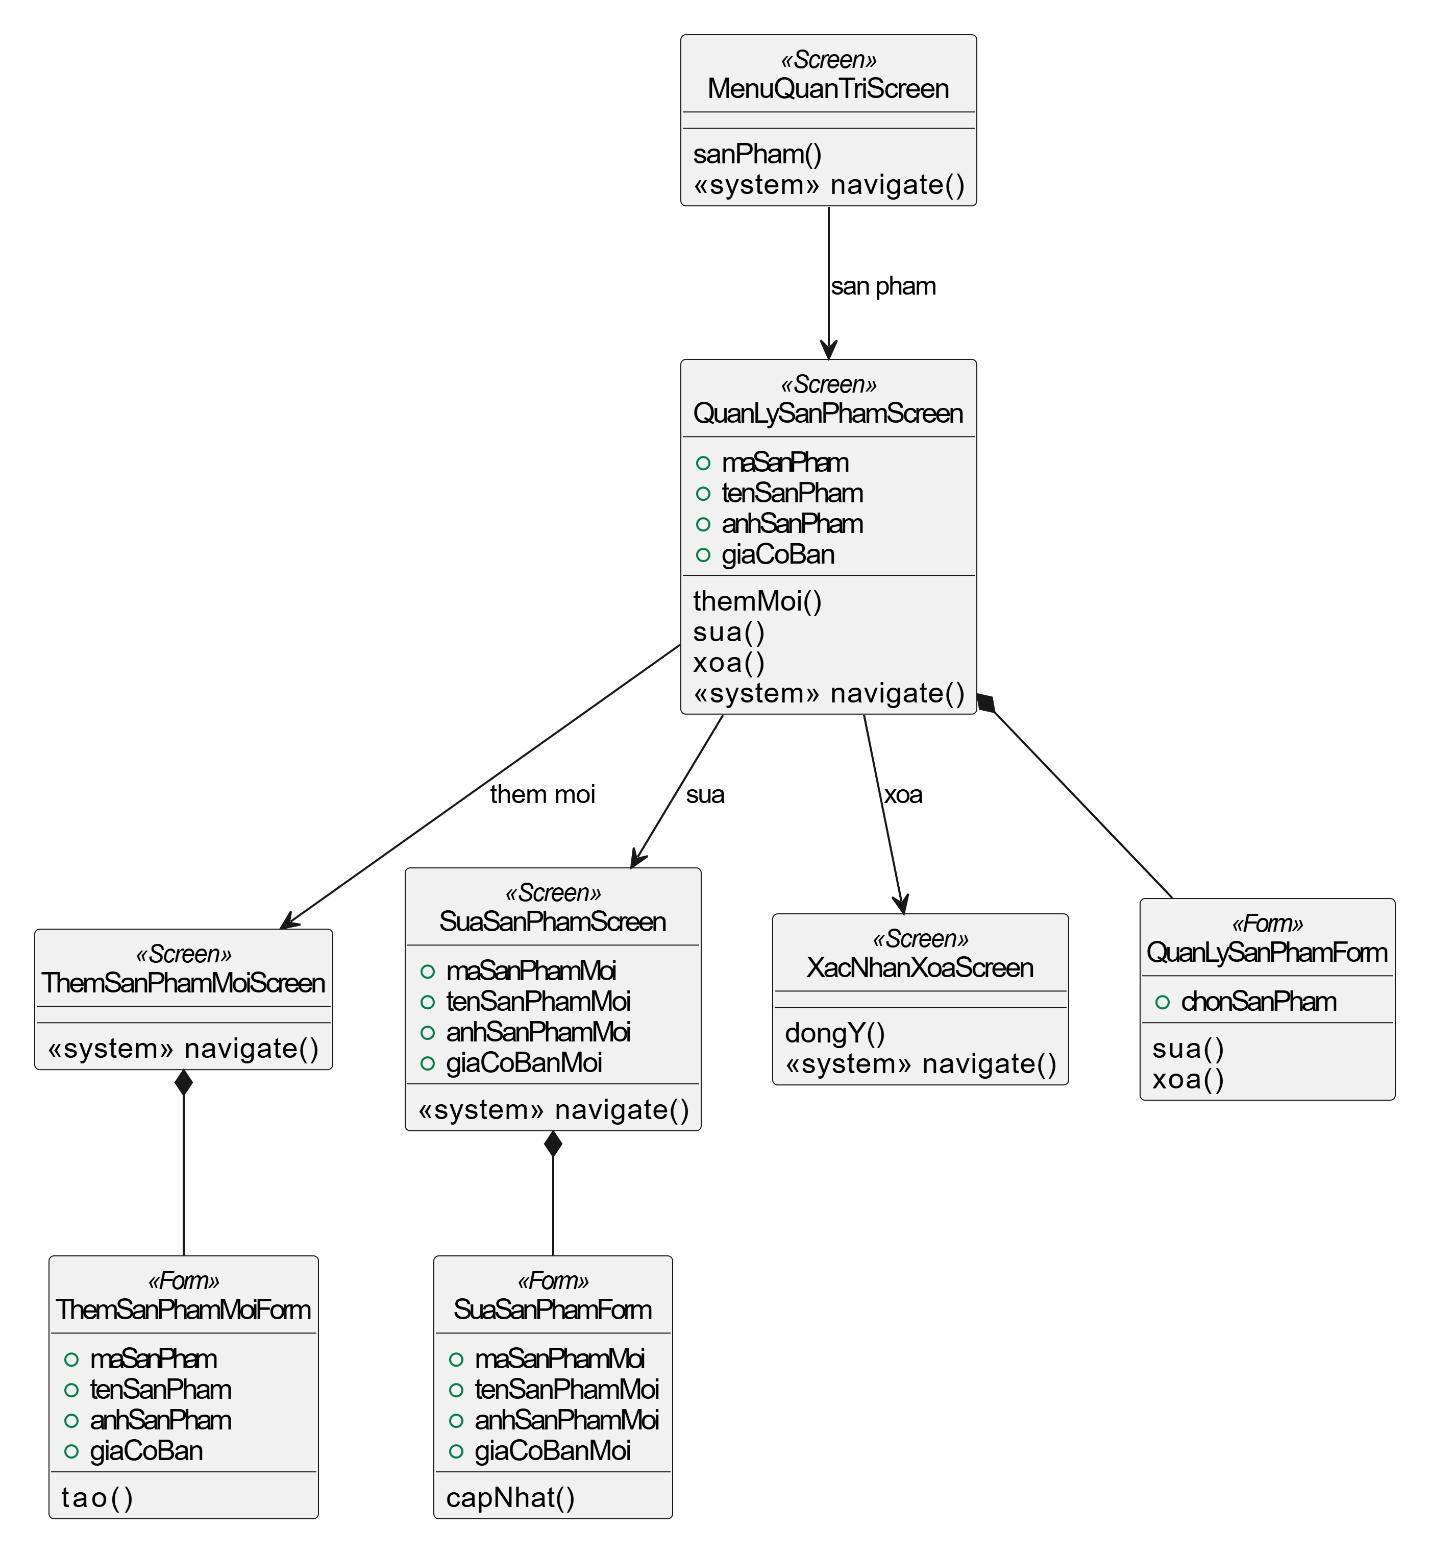 «Screen»
MenuQuanTriScreen
sanPham()
«system» navigate()
san pham
«Screen»
QuanLySanPhamScreen
maSanPham
tenSanPham
anhSanPham
giaCoBan
themMoi()
sua()
xoa()
«system» navigate()
them moi
sua
xoa
«Screen»
ThemSanPhamMoiScreen
«system» navigate()
«Screen»
SuaSanPhamScreen
maSanPhamMoi
tenSanPhamMoi
anhSanPhamMoi
giaCoBanMoi
«system» navigate()
«Screen»
XacNhanXoaScreen
dongY()
«system» navigate()
«Form»
QuanLySanPhamForm
chonSanPham
sua()
xoa()
«Form»
ThemSanPhamMoiForm
maSanPham
tenSanPham
anhSanPham
giaCoBan
tao()
«Form»
SuaSanPhamForm
maSanPhamMoi
tenSanPhamMoi
anhSanPhamMoi
giaCoBanMoi
capNhat()